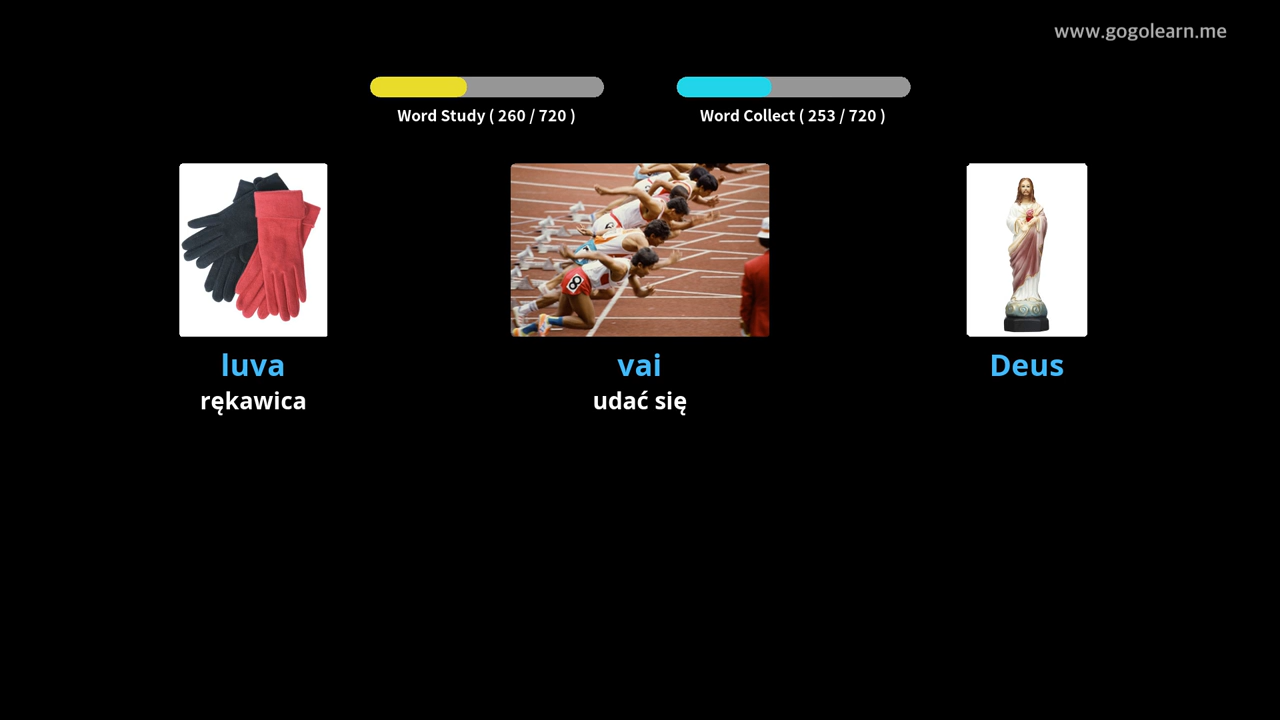 www.gogolearn.me
Word Study ( 260 / 720 )
Word Collect ( 253 / 720 )
luva
vai
Deus
rękawica
udać się